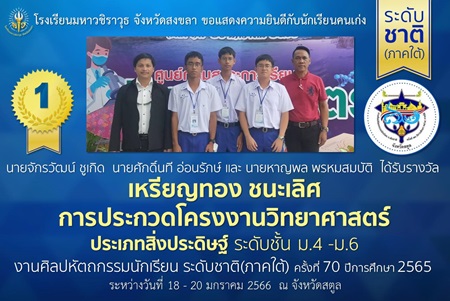 โรงเรียนมหาวชิราวุธ จังหวัดสงขลา ขอแสดงความยินดีกับนักเรียนคนเก่ง
ระดับ
ชาติ
(ภาคใต้)
1
นายจักรวัฒน์ ชูเกิด นายศักดิ์นที อ่อนรักษ์ และ นายหาญพล พรหมสมบัติ ได้รับรางวัล
เหรียญทอง ชนะเลิศ
การประกวดโครงงานวิทยาศาสตร์
ประเภทสิ่งประดิษฐ์ ระดับชั้น ม.4 -ม.6
งานศิลปหัตถกรรมนักเรียน ระดับชาติ(ภาคใต้) ครั้งที่ 70 ปีการศึกษา 2565
ระหว่างวันที่ 18 - 20 มกราคม 2566 ณ จังหวัดสตูล